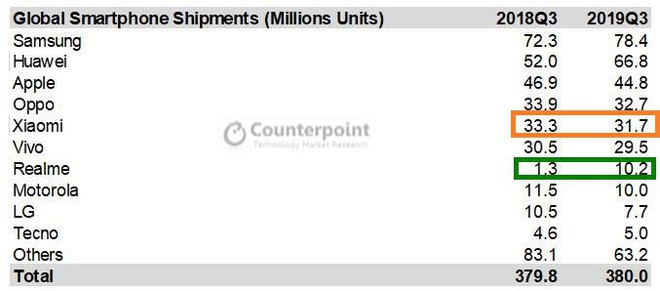 Global Smartphone Shipments (Millions Units) 2018Q3 2019Q3
Samsung 72.3 78.4
Huawei 52.0 66.8
Apple 46.9 44.8
Oppo 33.9 32.7
Xiaomi 33.3 31.7
Counterpoint
Technology Market Research
Vivo 30.5 29.5
Realme 1.3 10.2
Motorola 11.5 10.0
LG 10.5 7.7
Tecno 4.6 5.0
Others 83.1 63.2
Total 379.8 380.0